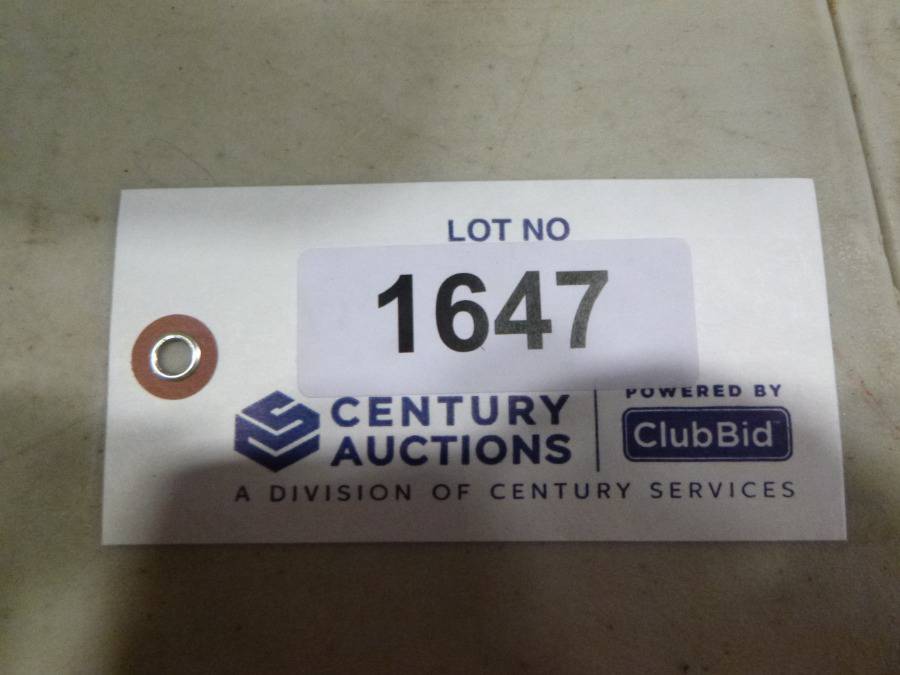 LOT NO
1647
CENTURY
AUCTIONS
POWERED BY
ClubBid
A DIVISION OF CENTURY SERVICES